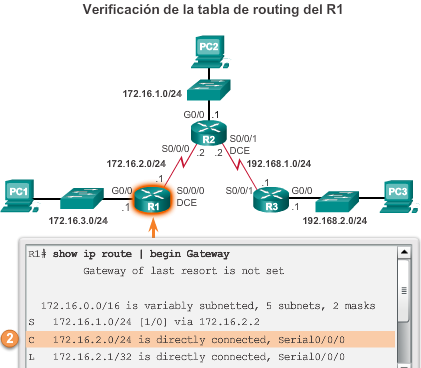 Verificación de la tabla de routing del R1
PC2
172.16.1.0/24
G0/0
.1
R2
S0/0/0
.2
.2
S0/0/1
DCE
172.16.2.0/24
192.168.1.0/24
PC1
G0/0
.1
.1
R1
S0/0/0
DCE
172.16.3.0/24
S0/0/1
.1
R3
G0/0
.1
PC3
192.168.2.0/24
R1# show ip route | begin Gateway
Gateway of last resort is not set
172.16.0.0/16 is variably subnetted, 5 subnets, 2 masks
S 172.16.1.0/24 [1/0] via 172.16.2.2
2
C 172.16.2.0/24 is directly connected, Serial0/0/0
L 172.16.2.1/32 is directly connected, Serial0/0/0